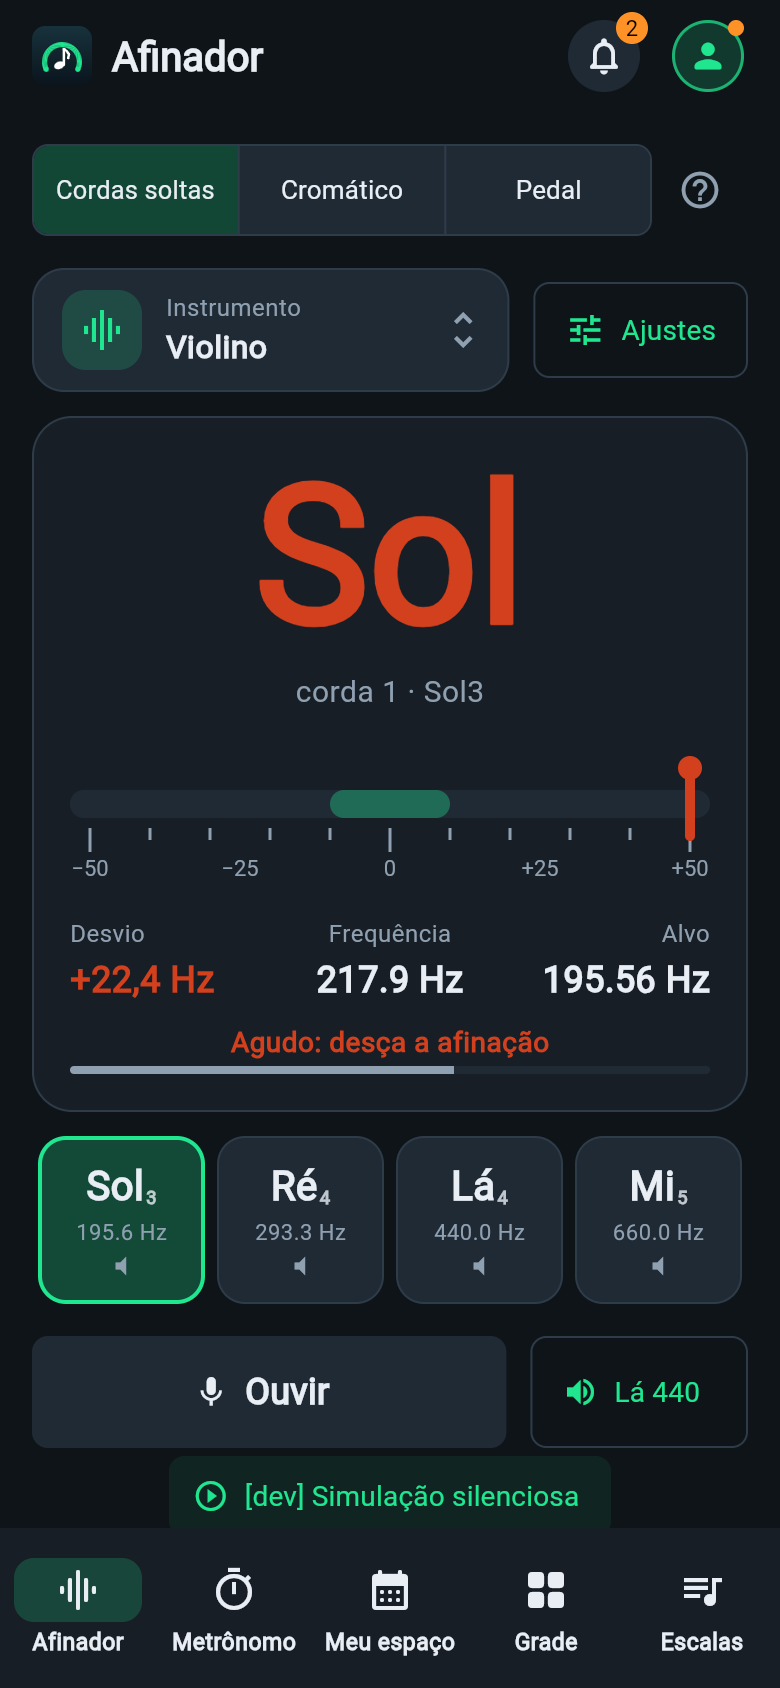 Afinador
2
Cordas soltas
Cromático
Pedal
Instrumento
Violino
Ajustes
Sol
corda 1 · Sol3
−50
−25
0
+25
+50
Desvio
Frequência
Alvo
+22,4 Hz
217.9 Hz
195.56 Hz
Agudo: desça a afinação
Sol3
Ré4
Lá4
Mi5
195.6 Hz
293.3 Hz
440.0 Hz
660.0 Hz
Ouvir
Lá 440
[dev] Simulação silenciosa
Afinador
Metrônomo
Meu espaço
Grade
Escalas